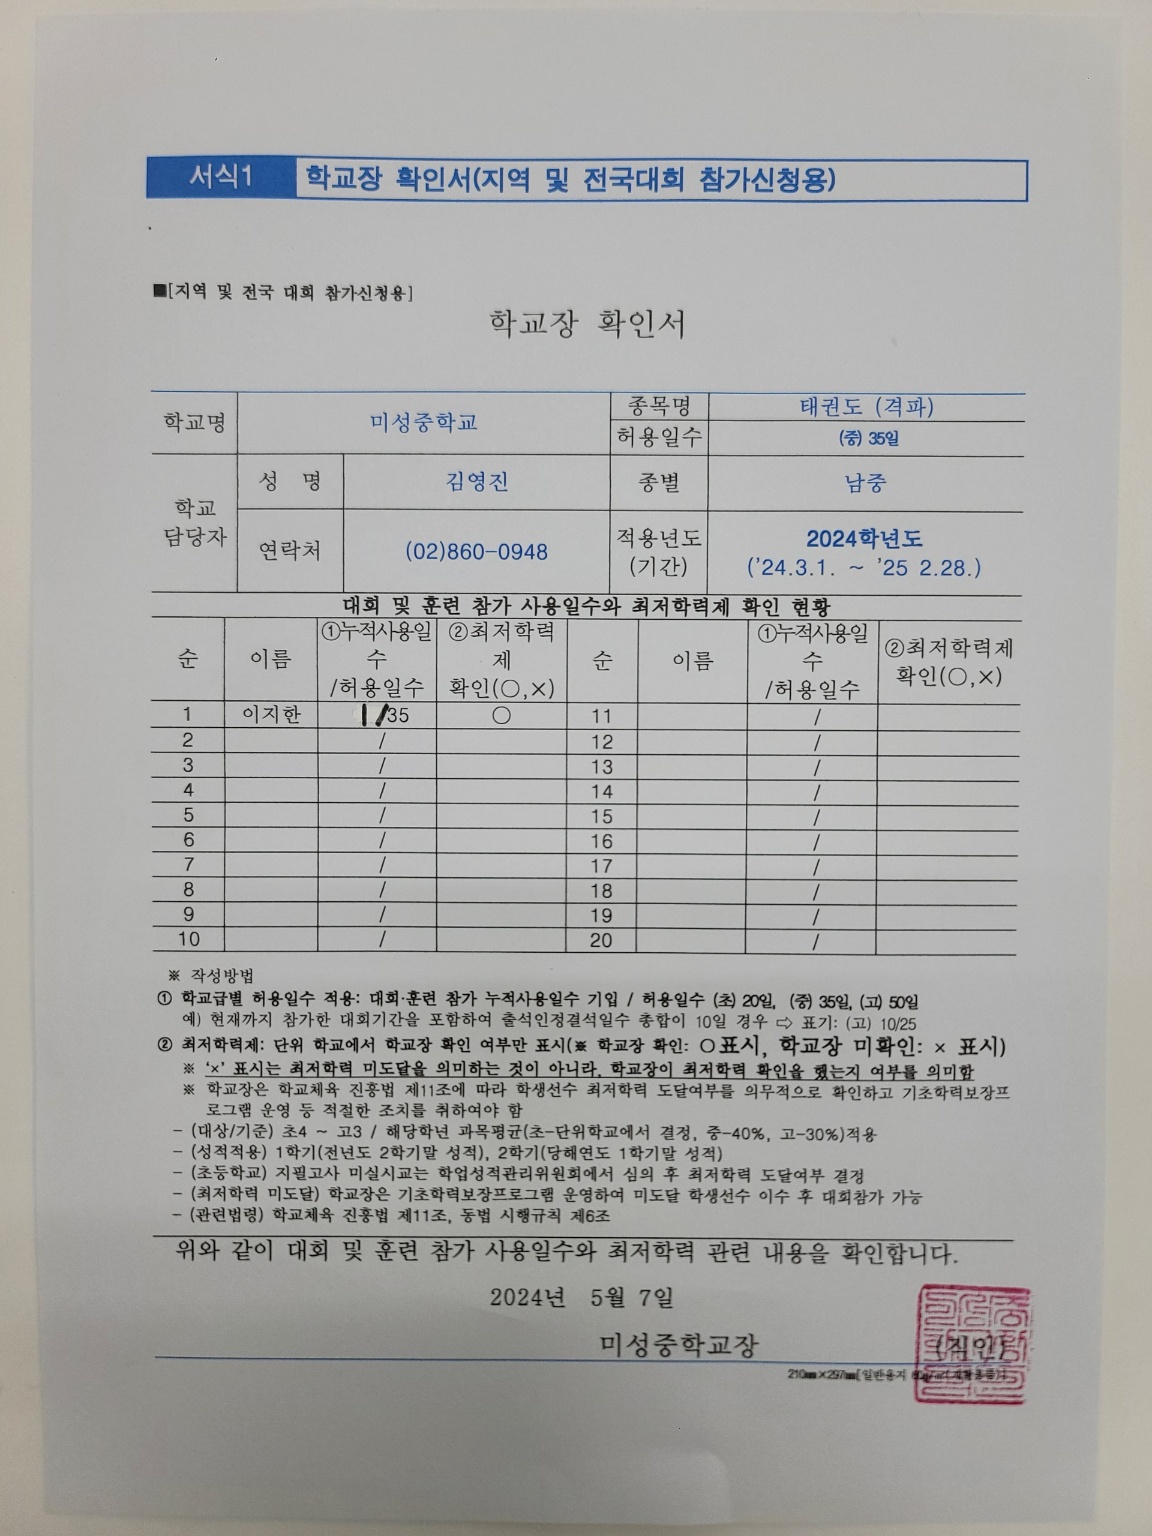 서식1 학교장 확인서(지역 및 전국대회 참가신청용)
■[지역 및 전국 대회 참가신청용]
학교장 확인서
학교명 미성중학교 종목명 태권도 (격파)
허용일수 (중) 35일
학교 담당자 성 명 김영진 종별 남중
연락처 (02)860-0948 적용년도 (기간) 2024학년도
('24.3.1. ~ '25 2.28.)
대회 및 훈련 참가 사용일수와 최저학력제 확인 현황
순 이름 ①누적사용일수 /허용일수 ②최저학력제 확인(○,×) 순 이름 ①누적사용일수 /허용일수 ②최저학력제 확인(○,×)
1 이지한 1/35 ○ 11 /
2 / 12 /
3 / 13 /
4 / 14 /
5 / 15 /
6 / 16 /
7 / 17 /
8 / 18 /
9 / 19 /
10 / 20 /
※ 작성방법
① 학교급별 허용일수 적용: 대회·훈련 참가 누적사용일수 기입 / 허용일수 (초) 20일, (중) 35일, (고) 50일
예) 현재까지 참가한 대회기간을 포함하여 출석인정결석일수 총합이 10일 경우 ⇨ 표기: (고) 10/25
② 최저학력제: 단위 학교에서 학교장 확인 여부만 표시(※ 학교장 확인: ○표시, 학교장 미확인: × 표시)
※ '×' 표시는 최저학력 미도달을 의미하는 것이 아니라, 학교장이 최저학력 확인을 했는지 여부를 의미함
※ 학교장은 학교체육 진흥법 제11조에 따라 학생선수 최저학력 도달여부를 의무적으로 확인하고 기초학력보장프
로그램 운영 등 적절한 조치를 취하여야 함
- (대상/기준) 초4 ~ 고3 / 해당학년 과목평균(초-단위학교에서 결정, 중-40%, 고-30%)적용
- (성적적용) 1학기(전년도 2학기말 성적), 2학기(당해연도 1학기말 성적)
- (초등학교) 지필고사 미실시교는 학업성적관리위원회에서 심의 후 최저학력 도달여부 결정
- (최저학력 미도달) 학교장은 기초학력보장프로그램 운영하여 미도달 학생선수 이수 후 대회참가 가능
- (관련법령) 학교체육 진흥법 제11조, 동법 시행규칙 제6조
위와 같이 대회 및 훈련 참가 사용일수와 최저학력 관련 내용을 확인합니다.
2024년 5월 7일
미성중학교장 (직인)
210㎜×297㎜[일반용지